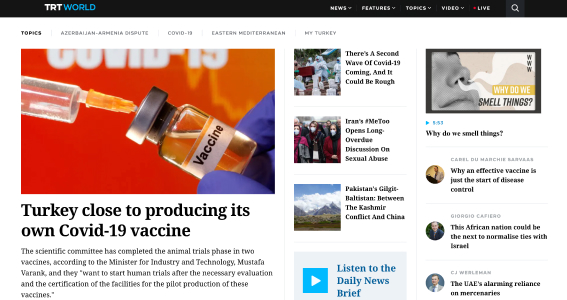 TRT WORLD
NEWS FEATURES TOPICS VIDEO LIVE
TOPICS AZERBAIJAN-ARMENIA DISPUTE COVID-19 EASTERN MEDITERRANEAN MY TURKEY
COVID-19
Vaccine
Turkey close to producing its
own Covid-19 vaccine
The scientific committee has completed the animal trials phase in two
vaccines, according to the Minister for Industry and Technology, Mustafa
Varank, and they "want to start human trials after the necessary evaluation
and the certification of the facilities for the pilot production of these
vaccines."
There's A Second
Wave Of Covid-19
Coming, And It
Could Be Rough
Iran's #MeToo
Opens Long-
Overdue
Discussion On
Sexual Abuse
Pakistan's Gilgit-
Baltistan: Between
The Kashmir
Conflict And China
Listen to the
Daily News
Brief
W
W
W
WHY DO WE
SMELL THINGS?
5:53
Why do we smell things?
CAREL DU MARCHIE SARVAAS
Why an effective vaccine is
just the start of disease
control
GIORGIO CAFIERO
This African nation could be
the next to normalise ties with
Israel
CJ WERLEMAN
The UAE's alarming reliance
on mercenaries